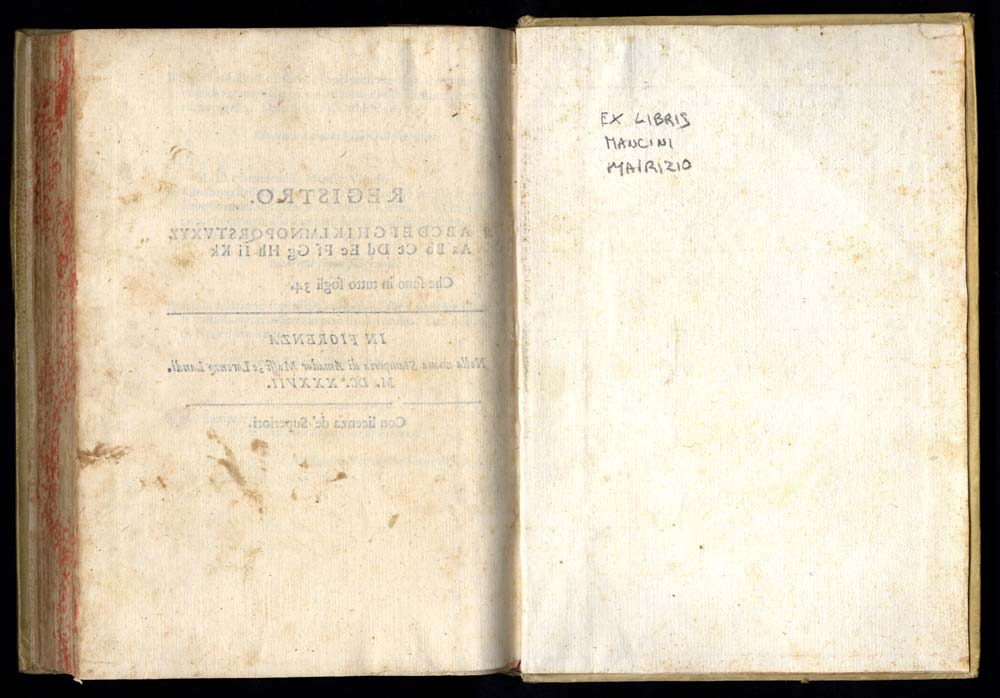 REGISTRO.
ABCDEFGHIKLMNOPQRSTVXYZ
Aa Bb Cc Dd Ee Ff Gg Hh Ii Kk
Che sono in tutto fogli 34.
IN FIORENZA
Nella nuoua Stamperia di Amador Massi, e Lorenzo Landi.
M. DC. XXXVII.
Con licenza de' Superiori.
EX LIBRIS
MANCINI
MAURIZIO